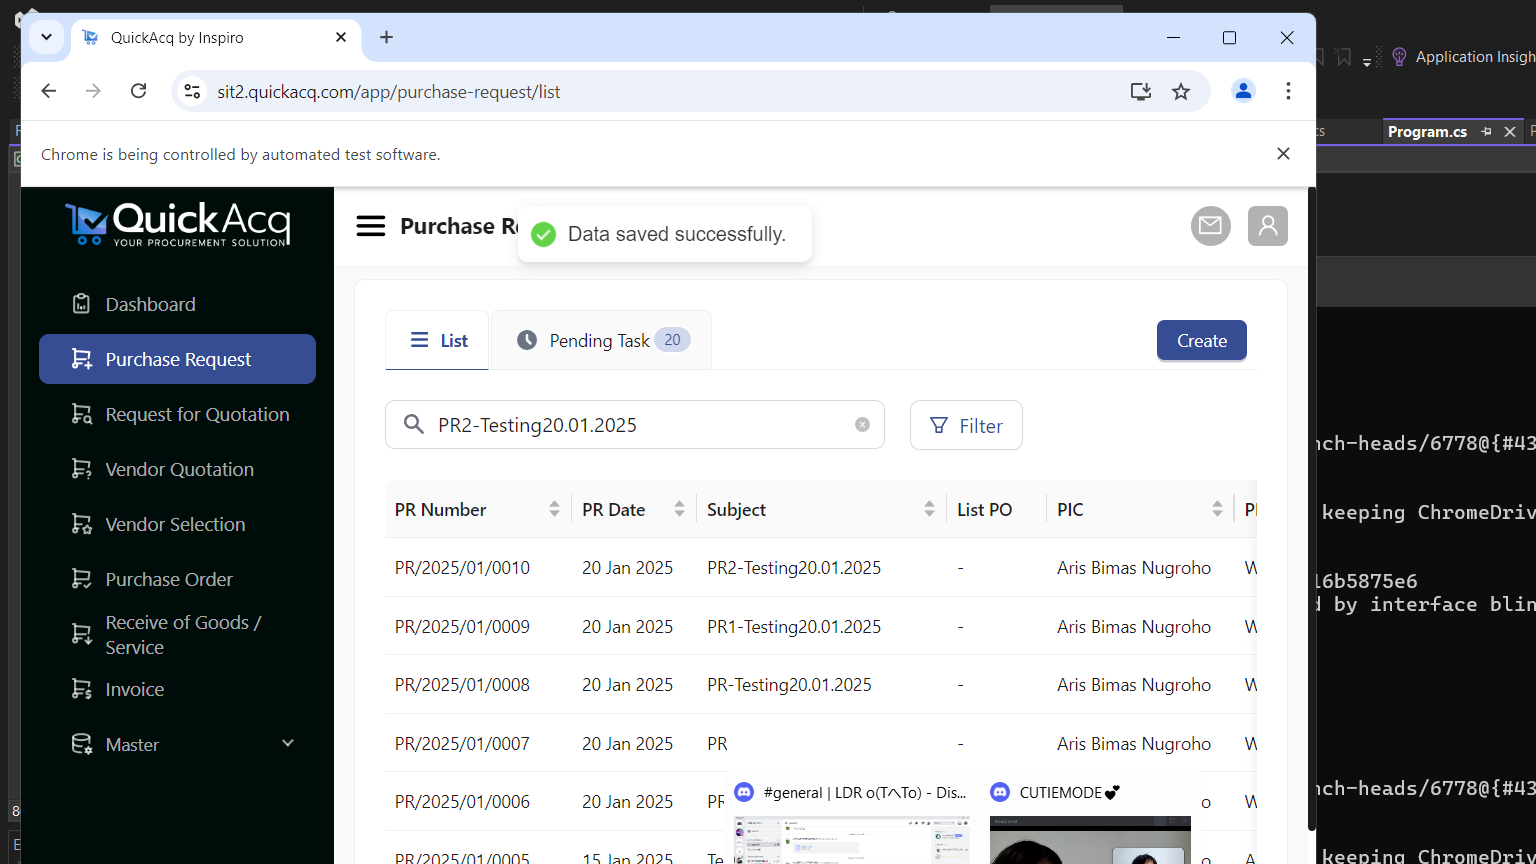 QuickAcq by Inspiro
Application Insigh
sit2.quickacq.com/app/purchase-request/list
cs
Program.cs
Chrome is being controlled by automated test software.
QuickAcq
YOUR PROCUREMENT SOLUTION
Purchase Re
Data saved successfully.
Dashboard
Purchase Request
Request for Quotation
Vendor Quotation
Vendor Selection
Purchase Order
Receive of Goods /
Service
Invoice
Master
List
Pending Task 20
Create
PR2-Testing20.01.2025
Filter
PR Number PR Date Subject List PO PIC
PR/2025/01/0010 20 Jan 2025 PR2-Testing20.01.2025 - Aris Bimas Nugroho W
PR/2025/01/0009 20 Jan 2025 PR1-Testing20.01.2025 - Aris Bimas Nugroho W
PR/2025/01/0008 20 Jan 2025 PR-Testing20.01.2025 - Aris Bimas Nugroho W
PR/2025/01/0007 20 Jan 2025 PR - Aris Bimas Nugroho W
PR/2025/01/0006 20 Jan 2025 PR o W
PR/2025/01/0005 15 Jan 2025 Te A
#general | LDR o(TヘTo) - Dis...
CUTIEMODE💕
nch-heads/6778@{#43
keeping ChromeDriv
16b5875e6
d by interface blin
nch-heads/6778@{#43
keeping ChromeDriv